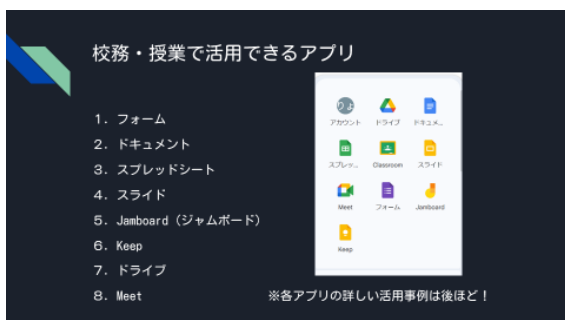 校務・授業で活用できるアプリ
1. フォーム
2. ドキュメント
3. スプレッドシート
4. スライド
5. Jamboard（ジャムボード）
6. Keep
7. ドライブ
8. Meet
りょ
アカウント ドライブ ドキュメ...
スプレッ... Classroom スライド
Meet フォーム Jamboard
Keep
※各アプリの詳しい活用事例は後ほど！